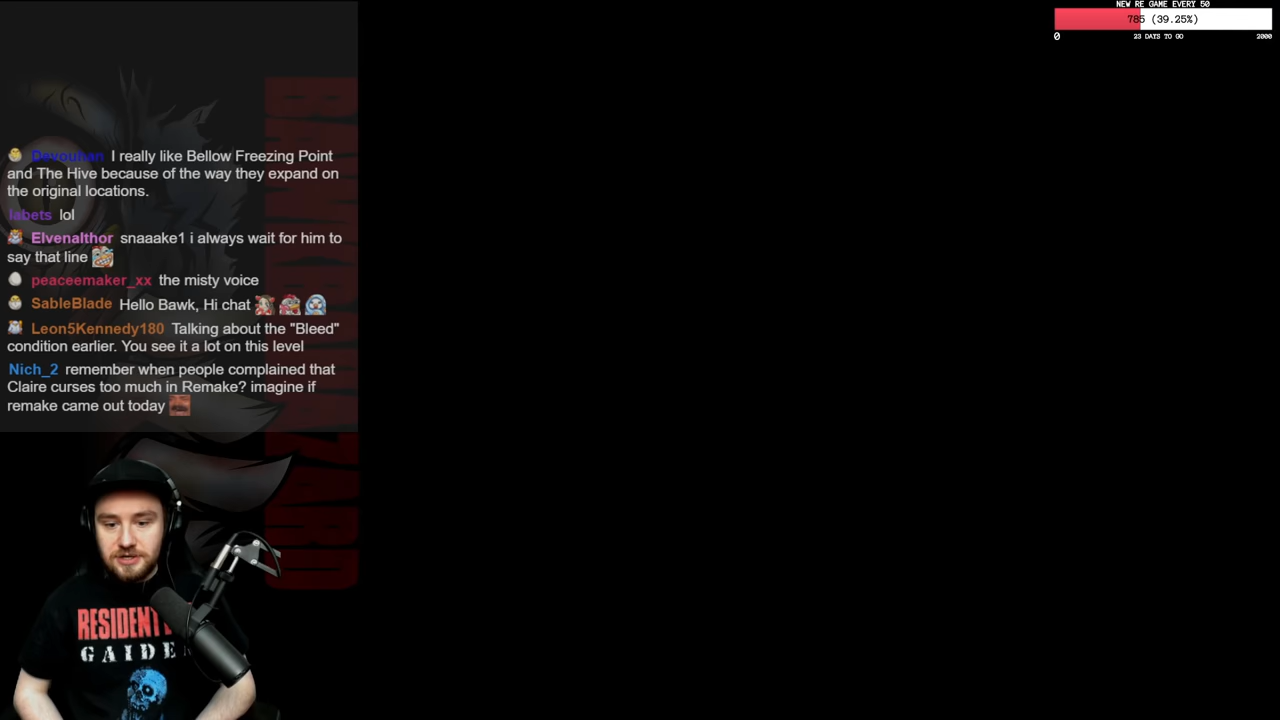 NEW RE GAME EVERY 50
785 (39.25%)
0 23 DAYS TO GO 2000
Devouhan I really like Bellow Freezing Point
and The Hive because of the way they expand on
the original locations.
labets lol
Elvenalthor snaaake1 i always wait for him to
say that line
peaceemaker_xx the misty voice
SableBlade Hello Bawk, Hi chat
Leon5Kennedy180 Talking about the "Bleed"
condition earlier. You see it a lot on this level
Nich_2 remember when people complained that
Claire curses too much in Remake? imagine if
remake came out today
RESIDENT
GAIDE